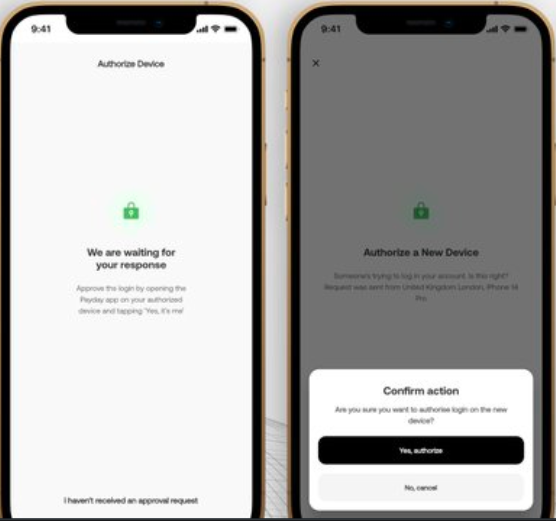 9:41
Authorize Device
We are waiting for
your response
Approve this login by opening the
Payday app on your authorized
device and tapping 'Yes, it's me'
I haven't received an approval request
9:41
Authorize a New Device
Someone's trying to log in your account. Is this right?
Request was sent from United Kingdom London, iPhone 14
Pro
Confirm action
Are you sure you want to authorise login on the new
device?
Yes, authorize
No, cancel